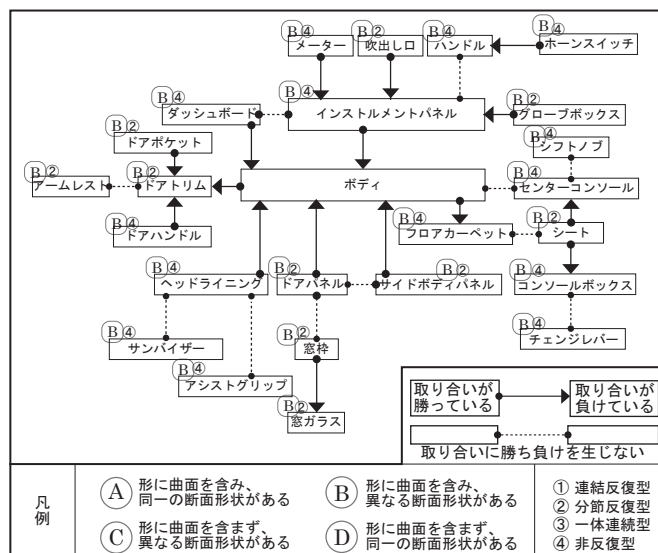 B④ メーター
B② 吹出し口
B④ ハンドル
B④ ホーンスイッチ
B④ ダッシュボード
B④ インストルメントパネル
B② グローブボックス
B② ドアポケット
B④ シフトノブ
B② アームレスト
B② ドアトリム
ボディ
B④ センターコンソール
B④ ドアハンドル
B④ フロアカーペット
B② シート
B④ ヘッドライニング
B② ドアパネル
B② サイドボディパネル
B④ コンソールボックス
B④ サンバイザー
B② 窓枠
B④ チェンジレバー
B④ アシストグリップ
B② 窓ガラス
取り合いが
勝っている
取り合いが
負けている
取り合いに勝ち負けを生じない
凡例
A 形に曲面を含み、
同一の断面形状がある
B 形に曲面を含み、
異なる断面形状がある
C 形に曲面を含まず、
異なる断面形状がある
D 形に曲面を含まず、
同一の断面形状がある
① 連結反復型
② 分節反復型
③ 一体連続型
④ 非反復型